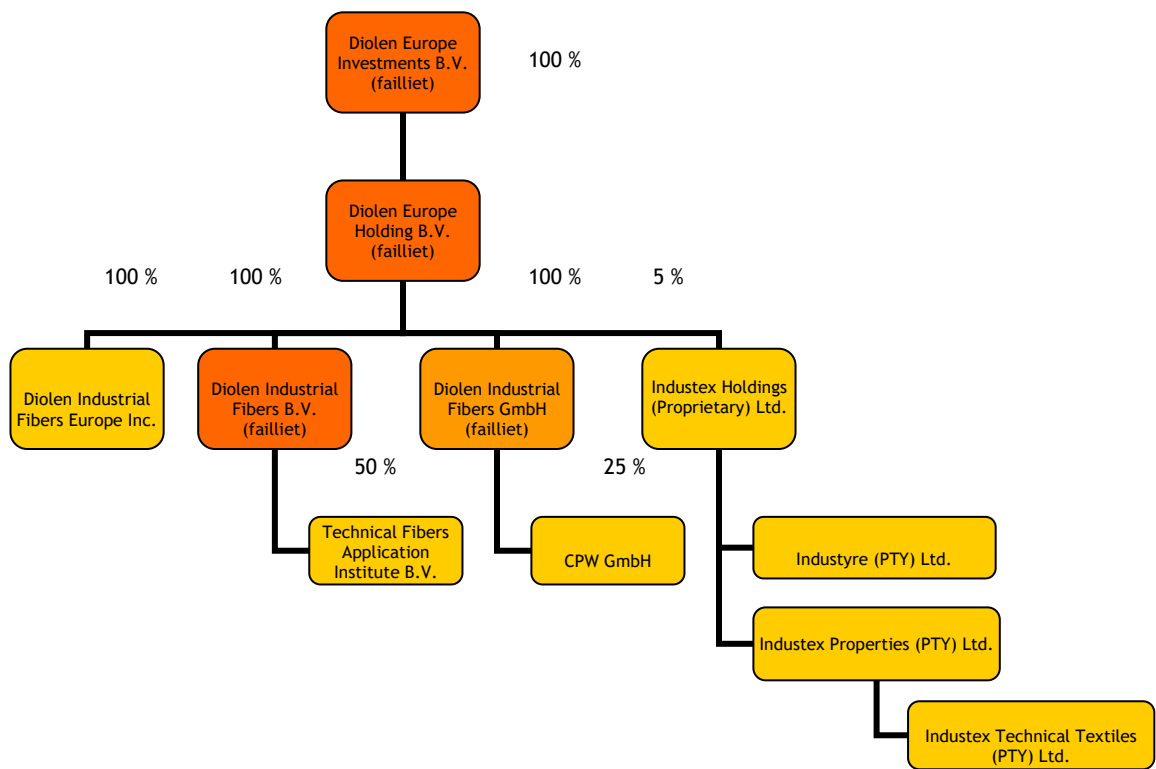 Diolen Europe
Investments B.V.
(failliet)
100 %
Diolen Europe
Holding B.V.
(failliet)
100 %
100 %
100 %
5 %
Diolen Industrial
Fibers Europe Inc.
Diolen Industrial
Fibers B.V.
(failliet)
Diolen Industrial
Fibers GmbH
(failliet)
Industex Holdings
(Proprietary) Ltd.
50 %
25 %
Technical Fibers
Application
Institute B.V.
CPW GmbH
Industyre (PTY) Ltd.
Industex Properties (PTY) Ltd.
Industex Technical Textiles
(PTY) Ltd.